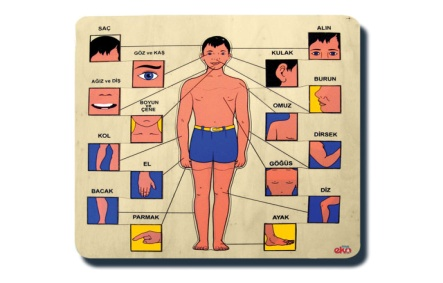 SAÇ
ALIN
GÖZ ve KAŞ
KULAK
AĞIZ ve DİŞ
BURUN
BOYUN
ve
ÇENE
OMUZ
KOL
DİRSEK
EL
GÖĞÜS
BACAK
DİZ
PARMAK
AYAK
eko